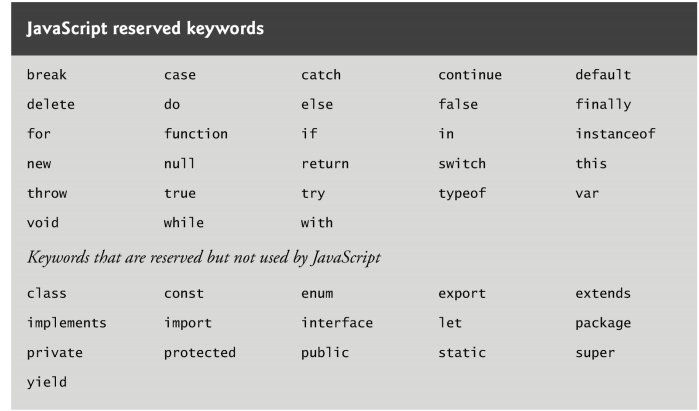 JavaScript reserved keywords
break case catch continue default
delete do else false finally
for function if in instanceof
new null return switch this
throw true try typeof var
void while with
Keywords that are reserved but not used by JavaScript
class const enum export extends
implements import interface let package
private protected public static super
yield